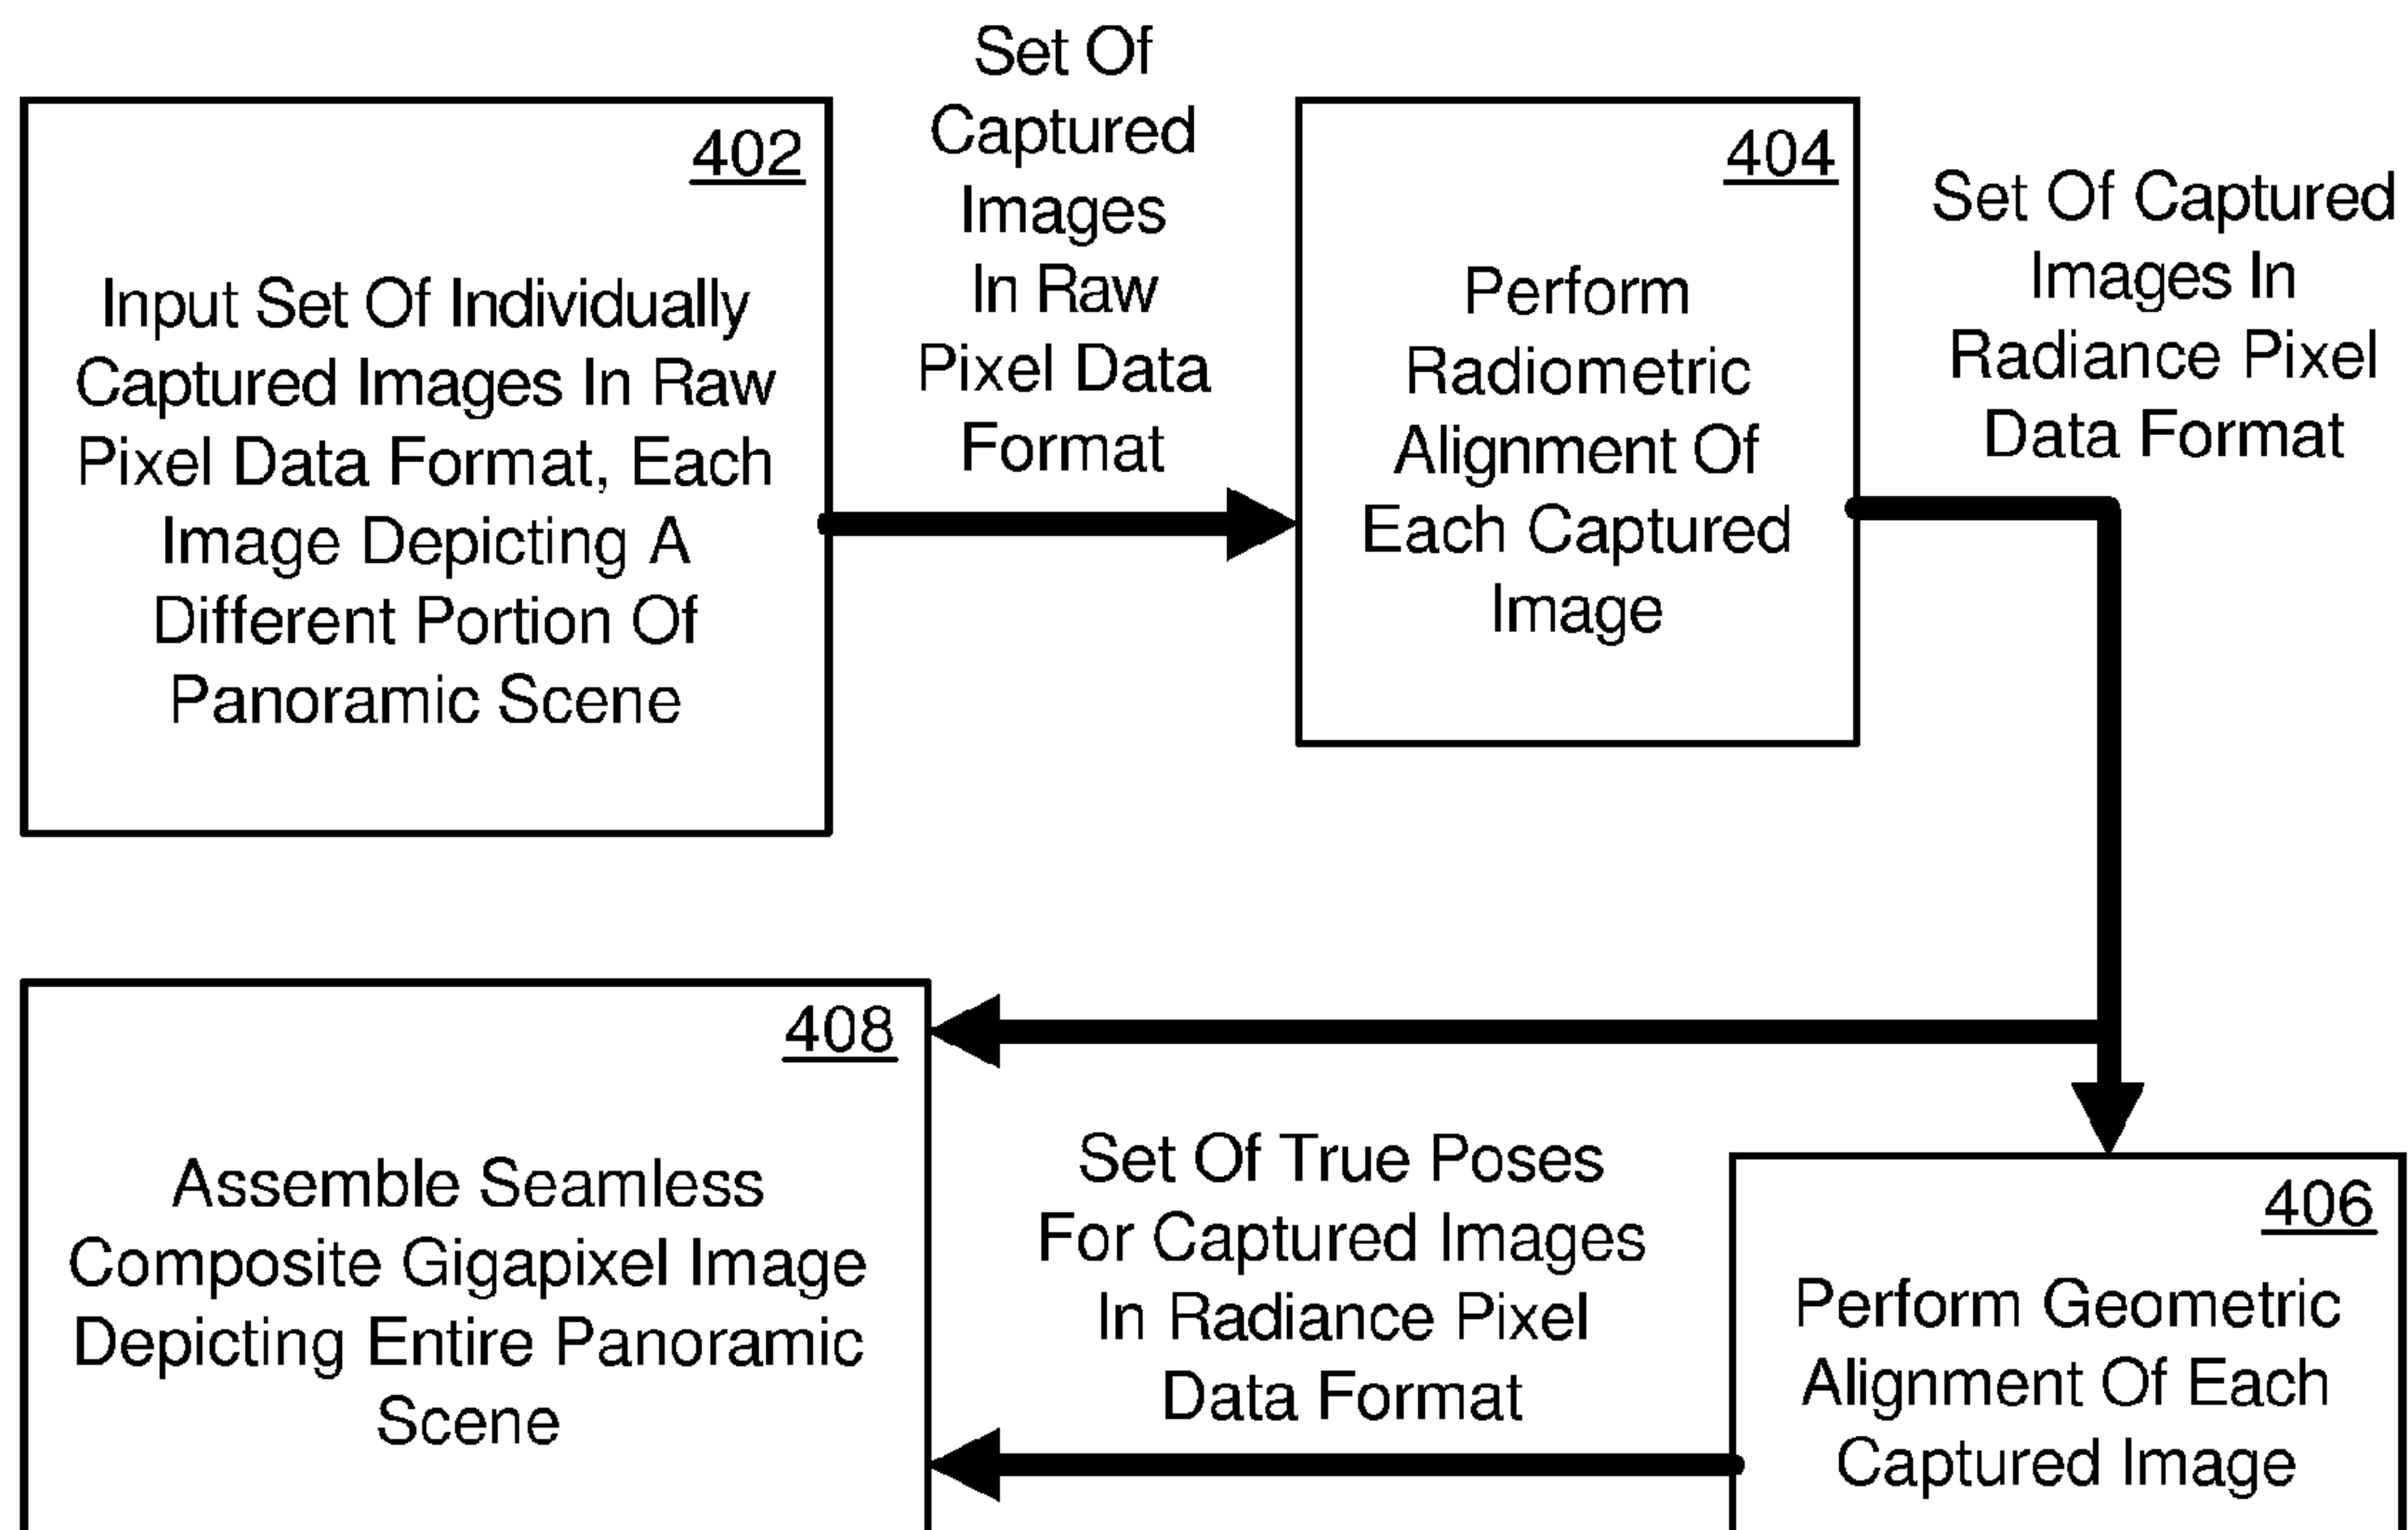 402
Input Set Of Individually
Captured Images In Raw
Pixel Data Format, Each
Image Depicting A
Different Portion Of
Panoramic Scene
Set Of
Captured
Images
In Raw
Pixel Data
Format
404
Perform
Radiometric
Alignment Of
Each Captured
Image
Set Of Captured
Images In
Radiance Pixel
Data Format
406
Perform Geometric
Alignment Of Each
Captured Image
Set Of True Poses
For Captured Images
In Radiance Pixel
Data Format
408
Assemble Seamless
Composite Gigapixel Image
Depicting Entire Panoramic
Scene